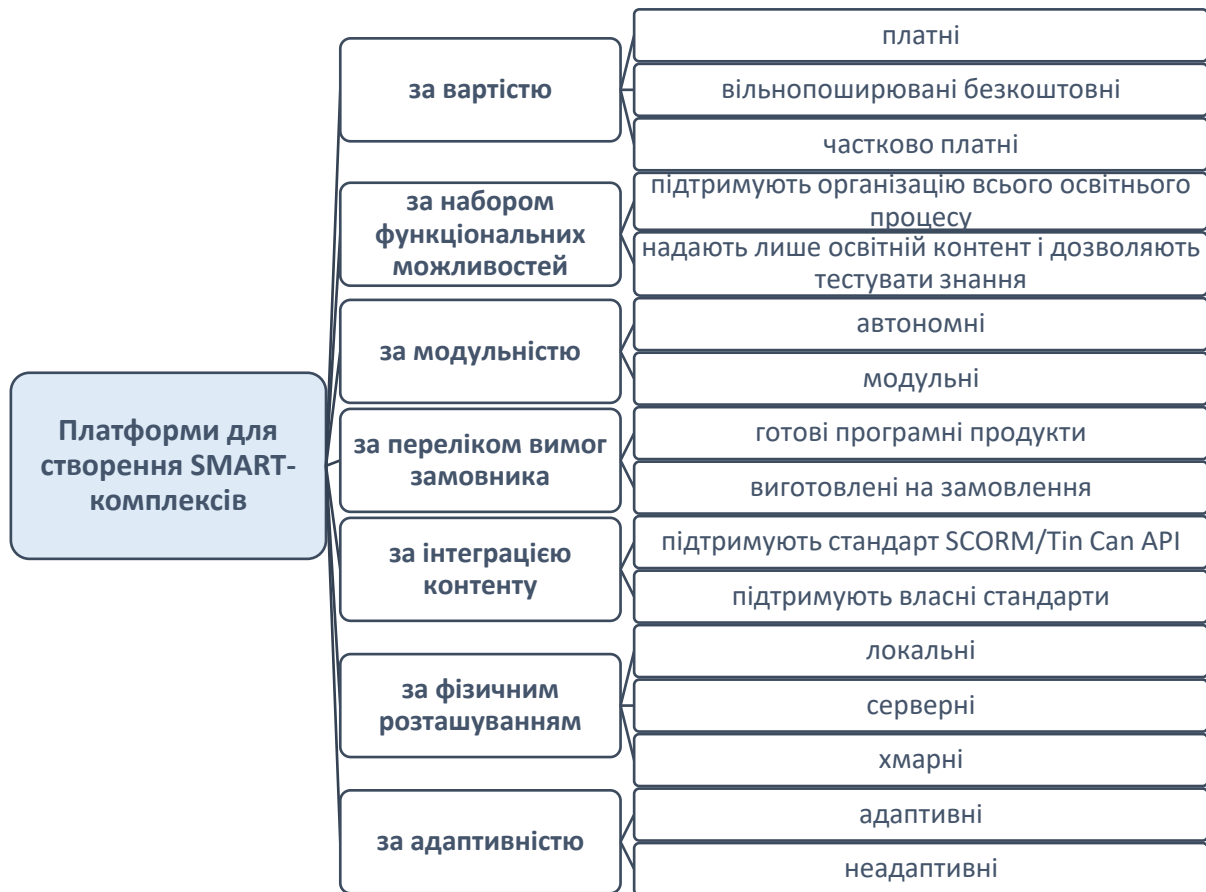 Платформи для
створення SMART-
комплексів
за вартістю
платні
вільнопоширювані безкоштовні
частково платні
за набором
функціональних
можливостей
підтримують організацію всього освітнього
процесу
надають лише освітній контент і дозволяють
тестувати знання
за модульністю
автономні
модульні
за переліком вимог
замовника
готові програмні продукти
виготовлені на замовлення
за інтеграцією
контенту
підтримують стандарт SCORM/Tin Can API
підтримують власні стандарти
за фізичним
розташуванням
локальні
серверні
хмарні
за адаптивністю
адаптивні
неадаптивні